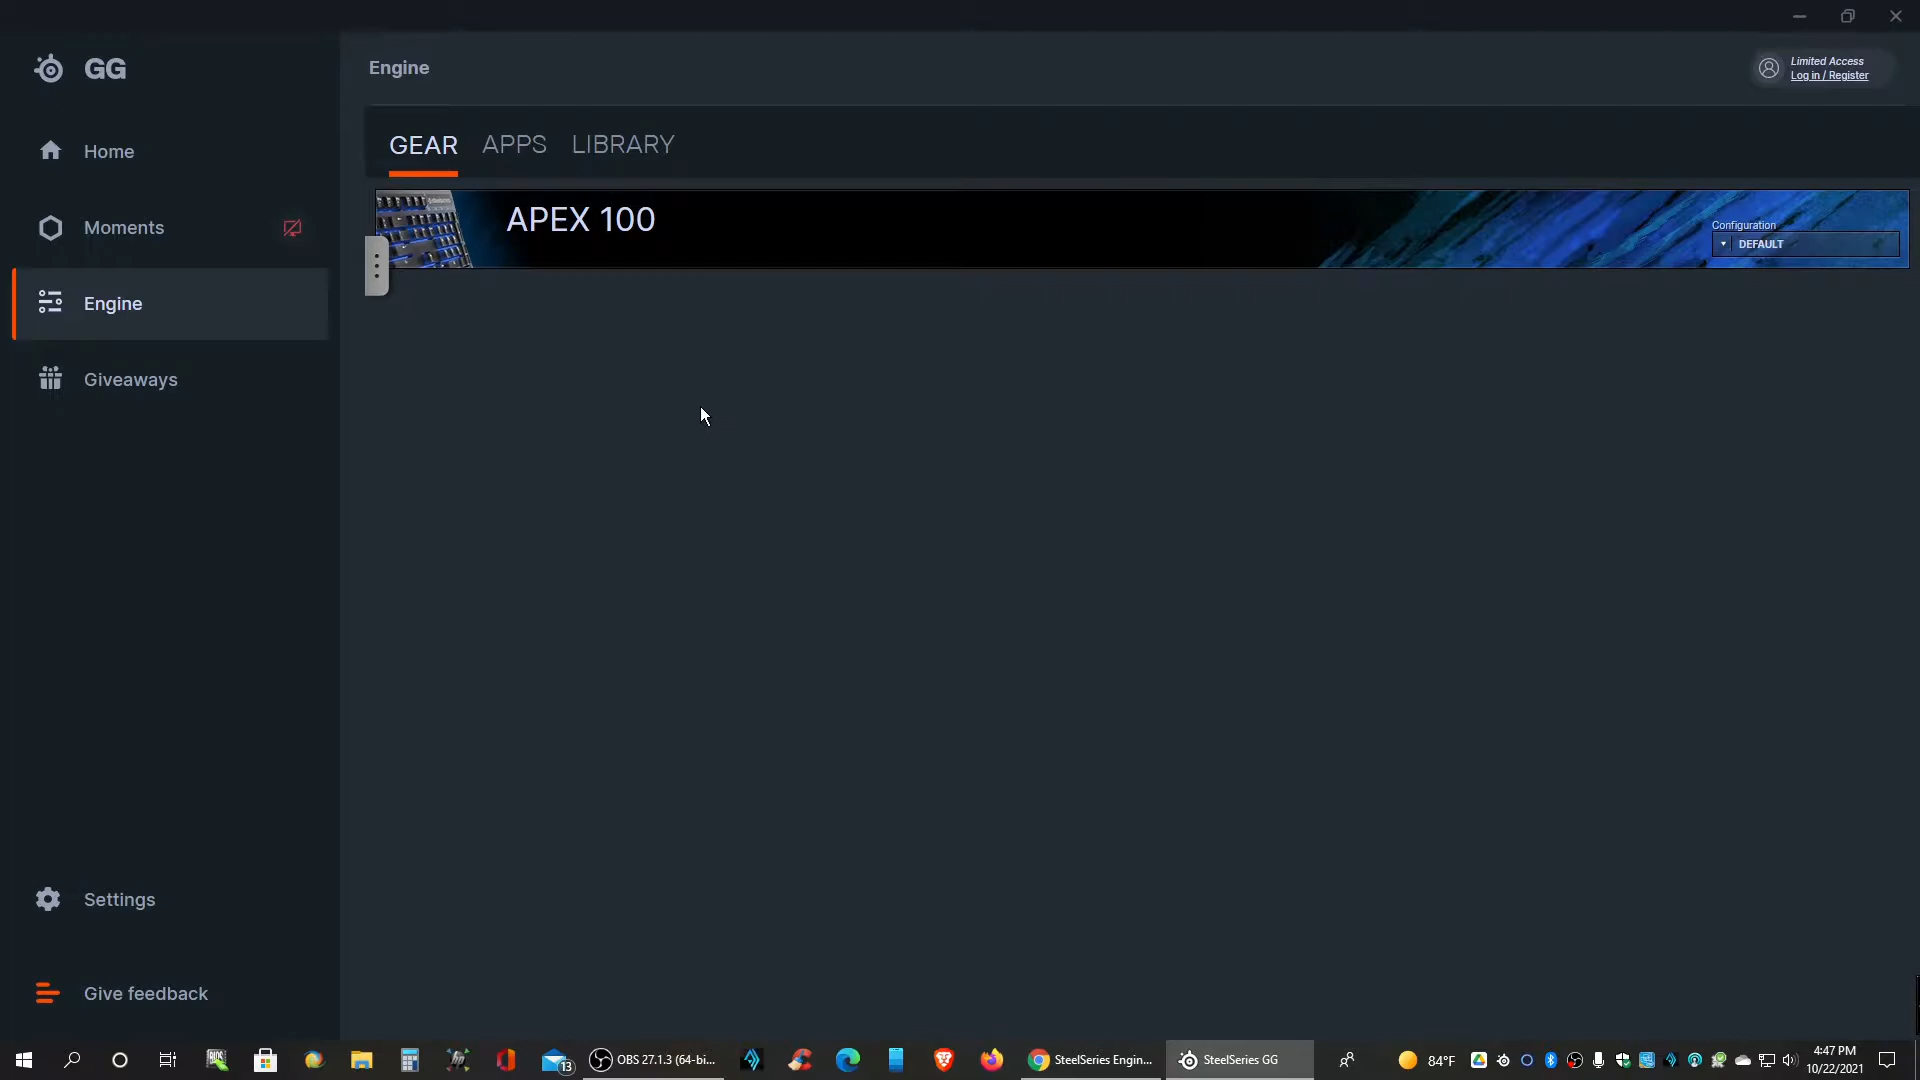 GG
Engine
Limited Access
Log in / Register
Home
Moments
Engine
Giveaways
Settings
Give feedback
GEAR APPS LIBRARY
APEX 100
Configuration
DEFAULT
13
OBS 27.1.3 (64-bi...
SteelSeries Engin...
SteelSeries GG
84°F
4:47 PM
10/22/2021